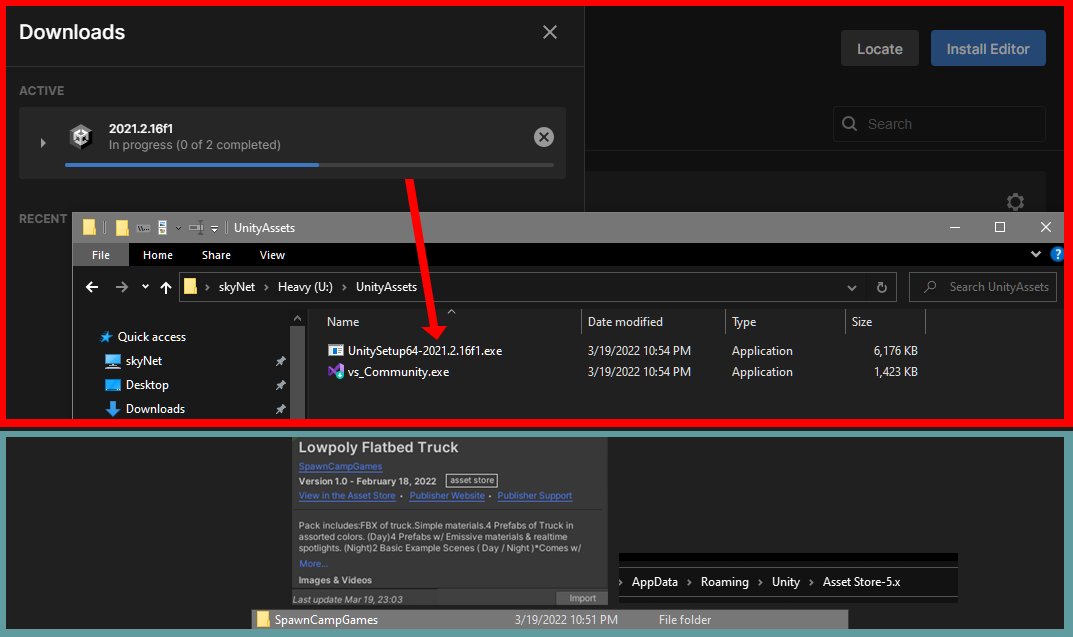 Downloads
Locate
Install Editor
ACTIVE
2021.2.16f1
In progress (0 of 2 completed)
Search
RECENT
UnityAssets
File Home Share View
skyNet Heavy (U:) UnityAssets
Search UnityAssets
Name Date modified Type Size
Quick access
skyNet
Desktop
Downloads
UnitySetup64-2021.2.16f1.exe 3/19/2022 10:54 PM Application 6,176 KB
vs_Community.exe 3/19/2022 10:54 PM Application 1,423 KB
Lowpoly Flatbed Truck
SpawnCampGames
Version 1.0 - February 18, 2022 asset store
View in the Asset Store • Publisher Website • Publisher Support
Pack includes:FBX of truck.Simple materials.4 Prefabs of Truck in
assorted colors. (Day)4 Prefabs w/ Emissive materials & realtime
spotlights. (Night)2 Basic Example Scenes ( Day / Night )*Comes w/
More...
Images & Videos
Last update Mar 19, 23:03
Import
AppData Roaming Unity Asset Store-5.x
SpawnCampGames 3/19/2022 10:51 PM File folder